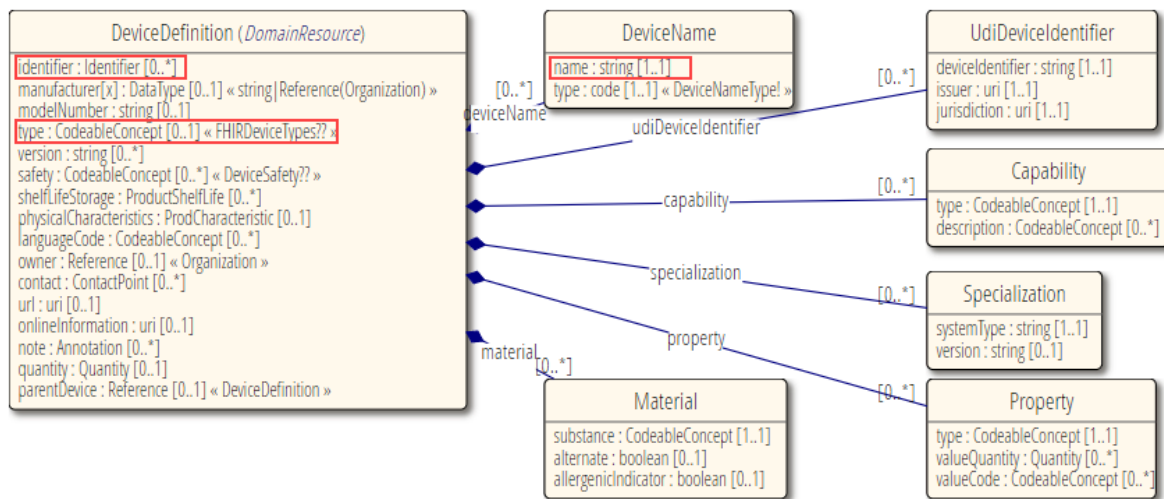 DeviceDefinition (DomainResource)
identifier : Identifier [0..*]
manufacturer[x] : DataType [0..1] « string|Reference(Organization) »
modelNumber : string [0..1]
type : CodeableConcept [0..1] « FHIRDeviceTypes?? »
version : string [0..*]
safety : CodeableConcept [0..*] « DeviceSafety?? »
shelfLifeStorage : ProductShelfLife [0..*]
physicalCharacteristics : ProdCharacteristic [0..1]
languageCode : CodeableConcept [0..*]
owner : Reference [0..1] « Organization »
contact : ContactPoint [0..*]
url : uri [0..1]
onlineInformation : uri [0..1]
note : Annotation [0..*]
quantity : Quantity [0..1]
parentDevice : Reference [0..1] « DeviceDefinition »
[0..*]
deviceName
DeviceName
name : string [1..1]
type : code [1..1] « DeviceNameType! »
udiDeviceIdentifier
[0..*]
UdiDeviceIdentifier
deviceIdentifier : string [1..1]
issuer : uri [1..1]
jurisdiction : uri [1..1]
capability
[0..*]
Capability
type : CodeableConcept [1..1]
description : CodeableConcept [0..*]
specialization
[0..*]
Specialization
systemType : string [1..1]
version : string [0..1]
property
[0..*]
Property
type : CodeableConcept [1..1]
valueQuantity : Quantity [0..*]
valueCode : CodeableConcept [0..*]
material
[0..*]
Material
substance : CodeableConcept [1..1]
alternate : boolean [0..1]
allergenicIndicator : boolean [0..1]